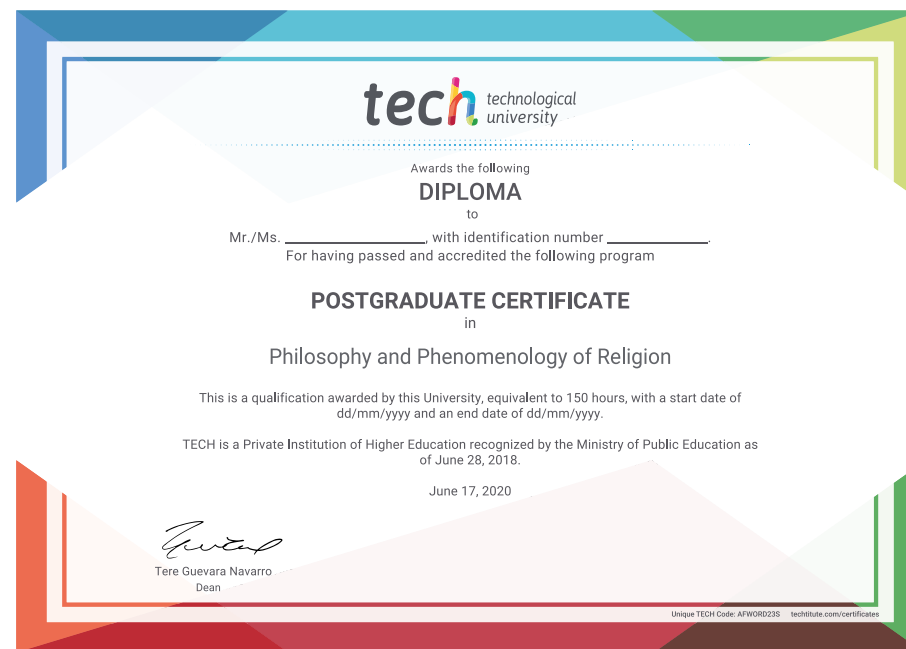 tech technological
university
Awards the following
DIPLOMA
to
Mr./Ms. ____________________, with identification number ______________.
For having passed and accredited the following program
POSTGRADUATE CERTIFICATE
in
Philosophy and Phenomenology of Religion
This is a qualification awarded by this University, equivalent to 150 hours, with a start date of
dd/mm/yyyy and an end date of dd/mm/yyyy.
TECH is a Private Institution of Higher Education recognized by the Ministry of Public Education as
of June 28, 2018.
June 17, 2020
Tere Guevara Navarro
Dean
Unique TECH Code: AFWORD23S techtitute.com/certificates